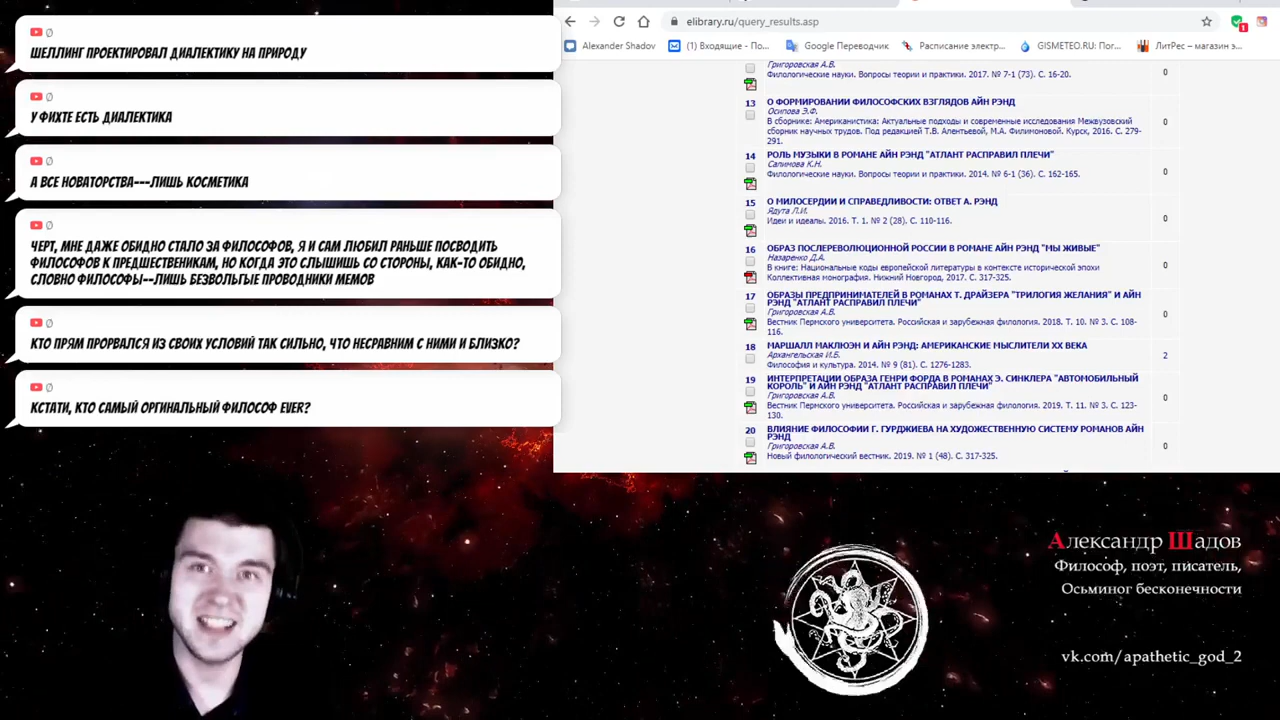 Ø
ШЕЛЛИНГ ПРОЕКТИРОВАЛ ДИАЛЕКТИКУ НА ПРИРОДУ
Ø
У ФИХТЕ ЕСТЬ ДИАЛЕКТИКА
Ø
А ВСЕ НОВАТОРСТВА---ЛИШЬ КОСМЕТИКА
Ø
ЧЕРТ, МНЕ ДАЖЕ ОБИДНО СТАЛО ЗА ФИЛОСОФОВ, Я И САМ ЛЮБИЛ РАНЬШЕ ПОСВОДИТЬ
ФИЛОСОФОВ К ПРЕДШЕСТВЕНИКАМ, НО КОГДА ЭТО СЛЫШИШЬ СО СТОРОНЫ, КАК-ТО ОБИДНО,
СЛОВНО ФИЛОСОФЫ--ЛИШЬ БЕЗВОЛЬГЫЕ ПРОВОДНИКИ МЕМОВ
Ø
КТО ПРЯМ ПРОРВАЛСЯ ИЗ СВОИХ УСЛОВИЙ ТАК СИЛЬНО, ЧТО НЕСРАВНИМ С НИМИ И БЛИЗКО?
Ø
КСТАТИ, КТО САМЫЙ ОРГИНАЛЬНЫЙ ФИЛОСОФ EVER?
elibrary.ru/query_results.asp
1
Alexander Shadov
(1) Входящие - По...
Google Переводчик
Расписание электр...
GISMETEO.RU: Пог...
ЛитРес – магазин э...
Григоровская А.В.
Филологические науки. Вопросы теории и практики. 2017. № 7-1 (73). С. 16-20.
0
13
О ФОРМИРОВАНИИ ФИЛОСОФСКИХ ВЗГЛЯДОВ АЙН РЭНД
Осипова Э.Ф.
В сборнике: Американистика: Актуальные подходы и современные исследования Межвузовский
сборник научных трудов. Под редакцией Т.В. Алентьевой, М.А. Филимоновой. Курск, 2016. С. 279-
291.
0
14
РОЛЬ МУЗЫКИ В РОМАНЕ АЙН РЭНД "АТЛАНТ РАСПРАВИЛ ПЛЕЧИ"
Салимова К.Н.
Филологические науки. Вопросы теории и практики. 2014. № 6-1 (36). С. 162-165.
0
15
О МИЛОСЕРДИИ И СПРАВЕДЛИВОСТИ: ОТВЕТ А. РЭНД
Ядута Л.И.
Идеи и идеалы. 2016. Т. 1. № 2 (28). С. 110-116.
0
16
ОБРАЗ ПОСЛЕРЕВОЛЮЦИОННОЙ РОССИИ В РОМАНЕ АЙН РЭНД "МЫ ЖИВЫЕ"
Назаренко Д.А.
В книге: Национальные коды европейской литературы в контексте исторической эпохи
Коллективная монография. Нижний Новгород, 2017. С. 317-325.
0
17
ОБРАЗЫ ПРЕДПРИНИМАТЕЛЕЙ В РОМАНАХ Т. ДРАЙЗЕРА "ТРИЛОГИЯ ЖЕЛАНИЯ" И АЙН
РЭНД "АТЛАНТ РАСПРАВИЛ ПЛЕЧИ"
Григоровская А.В.
Вестник Пермского университета. Российская и зарубежная филология. 2018. Т. 10. № 3. С. 108-
116.
0
18
МАРШАЛЛ МАКЛЮЭН И АЙН РЭНД: АМЕРИКАНСКИЕ МЫСЛИТЕЛИ XX ВЕКА
Архангельская И.Б.
Философия и культура. 2014. № 9 (81). С. 1276-1283.
2
19
ИНТЕРПРЕТАЦИИ ОБРАЗА ГЕНРИ ФОРДА В РОМАНАХ Э. СИНКЛЕРА "АВТОМОБИЛЬНЫЙ
КОРОЛЬ" И АЙН РЭНД "АТЛАНТ РАСПРАВИЛ ПЛЕЧИ"
Григоровская А.В.
Вестник Пермского университета. Российская и зарубежная филология. 2019. Т. 11. № 3. С. 123-
130.
0
20
ВЛИЯНИЕ ФИЛОСОФИИ Г. ГУРДЖИЕВА НА ХУДОЖЕСТВЕННУЮ СИСТЕМУ РОМАНОВ АЙН
РЭНД
Григоровская А.В.
Новый филологический вестник. 2019. № 1 (48). С. 317-325.
0
Александр Шадов
Философ, поэт, писатель,
Осьминог бесконечности
vk.com/apathetic_god_2